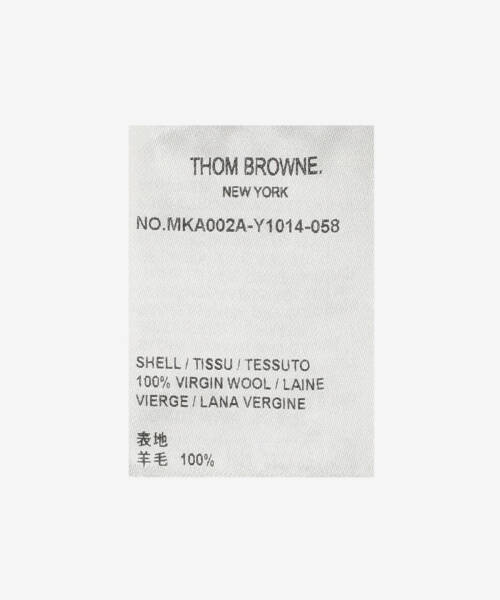 THOM BROWNE.
NEW YORK
NO.MKA002A-Y1014-058
SHELL / TISSU / TESSUTO
100% VIRGIN WOOL / LAINE
VIERGE / LANA VERGINE
表地
羊毛 100%